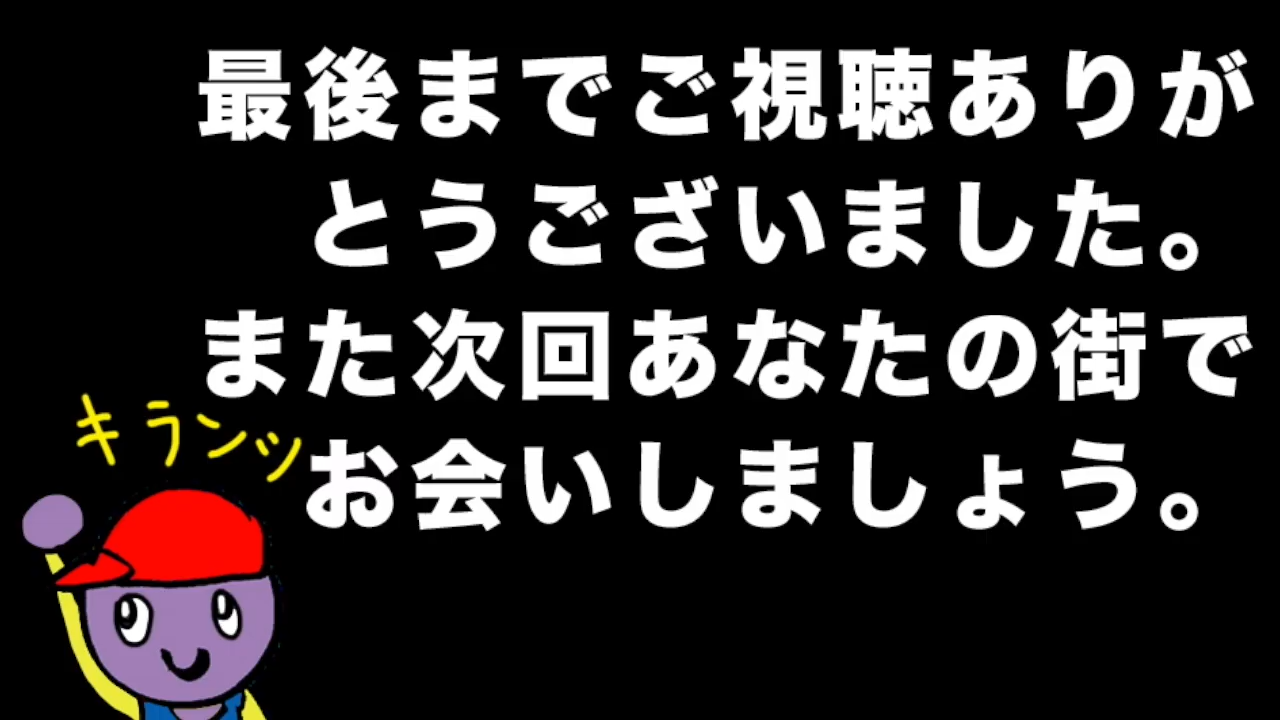 最後までご視聴ありが
とうございました。
また次回あなたの街で
キランッ
お会いしましょう。